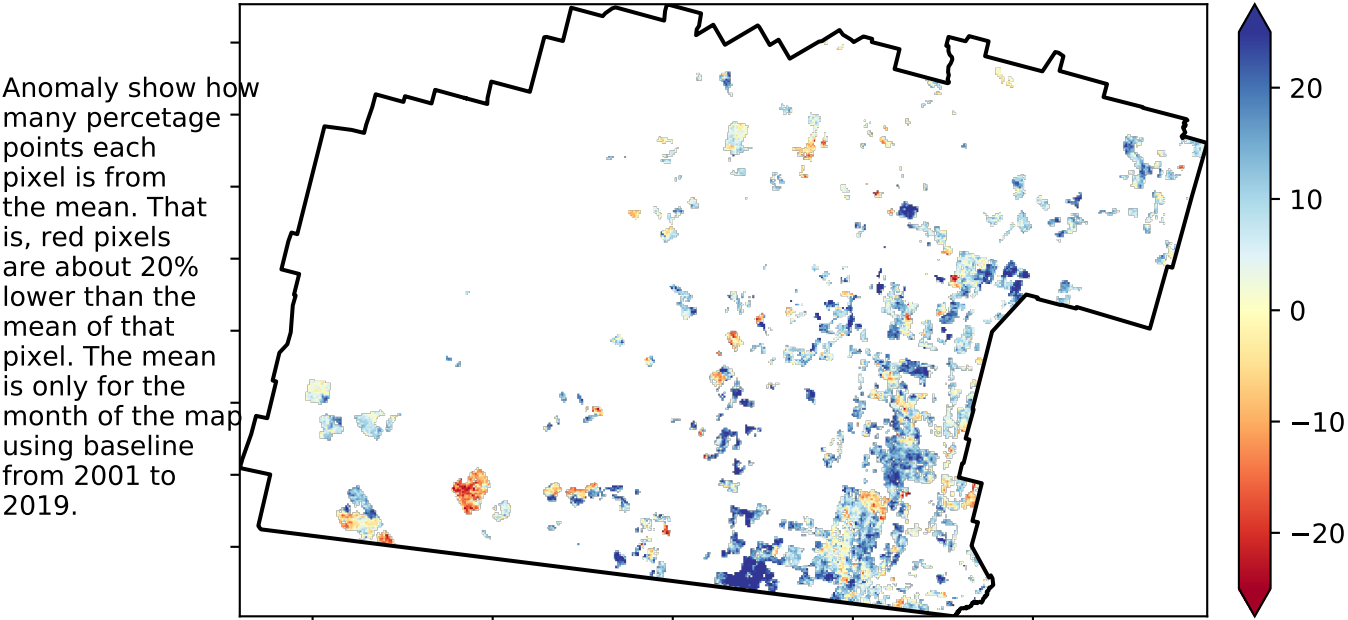 Anomaly show how
many percetage
points each
pixel is from
the mean. That
is, red pixels
are about 20%
lower than the
mean of that
pixel. The mean
is only for the
month of the map
using baseline
from 2001 to
2019.
20
10
0
−10
−20